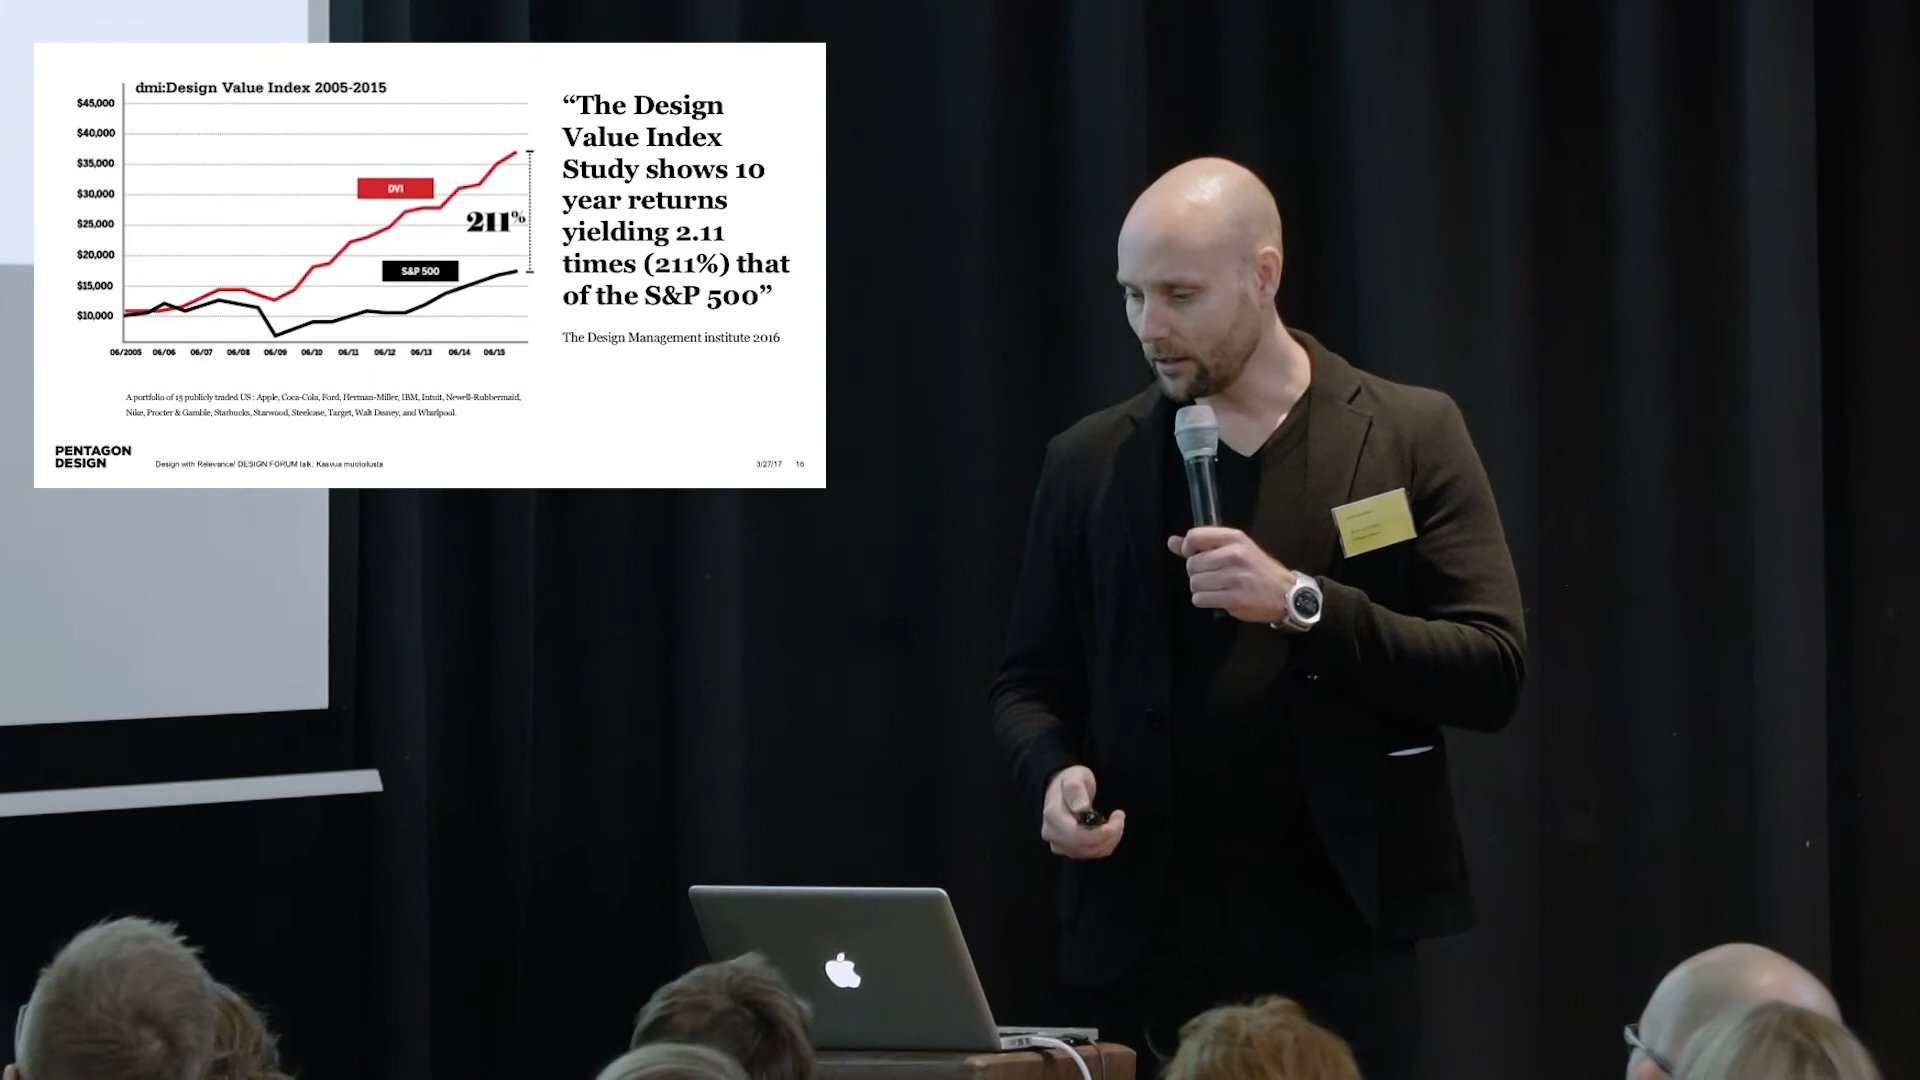 dmi:Design Value Index 2005-2015
$45,000
$40,000
$35,000
$30,000
$25,000
$20,000
$15,000
$10,000
DVI
211%
S&P 500
06/2005 06/06 06/07 06/08 06/09 06/10 06/11 06/12 06/13 06/14 06/15
“The Design
Value Index
Study shows 10
year returns
yielding 2.11
times (211%) that
of the S&P 500”
The Design Management institute 2016
A portfolio of 15 publicly traded US : Apple, Coca-Cola, Ford, Herman-Miller, IBM, Intuit, Newell-Rubbermaid,
Nike, Procter & Gamble, Starbucks, Starwood, Steelcase, Target, Walt Disney, and Whirlpool.
PENTAGON
DESIGN
Design with Relevance/ DESIGN FORUM talk: Kasvua muotoilusta
3/27/17 16